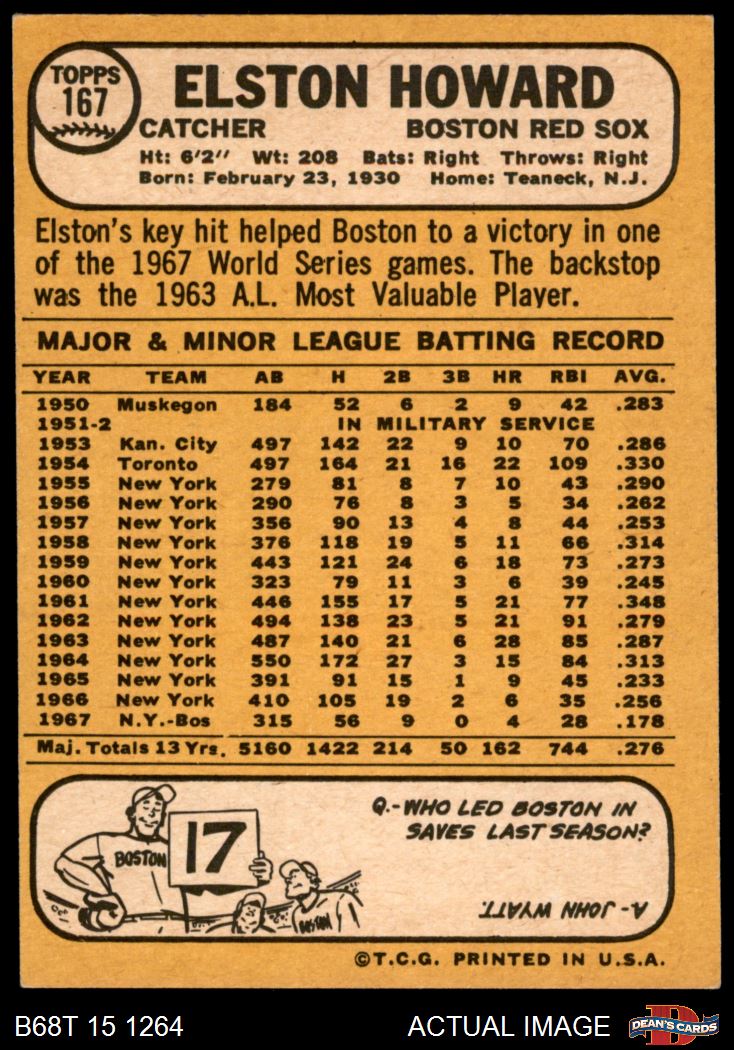 TOPPS
167
ELSTON HOWARD
CATCHER BOSTON RED SOX
Ht: 6'2" Wt: 208 Bats: Right Throws: Right
Born: February 23, 1930 Home: Teaneck, N.J.
Elston's key hit helped Boston to a victory in one
of the 1967 World Series games. The backstop
was the 1963 A.L. Most Valuable Player.
MAJOR & MINOR LEAGUE BATTING RECORD
YEAR TEAM AB H 2B 3B HR RBI AVG.
1950 Muskegon 184 52 6 2 9 42 .283
1951-2 IN MILITARY SERVICE
1953 Kan. City 497 142 22 9 10 70 .286
1954 Toronto 497 164 21 16 22 109 .330
1955 New York 279 81 8 7 10 43 .290
1956 New York 290 76 8 3 5 34 .262
1957 New York 356 90 13 4 8 44 .253
1958 New York 376 118 19 5 11 66 .314
1959 New York 443 121 24 6 18 73 .273
1960 New York 323 79 11 3 6 39 .245
1961 New York 446 155 17 5 21 77 .348
1962 New York 494 138 23 5 21 91 .279
1963 New York 487 140 21 6 28 85 .287
1964 New York 550 172 27 3 15 84 .313
1965 New York 391 91 15 1 9 45 .233
1966 New York 410 105 19 2 6 35 .256
1967 N.Y.-Bos 315 56 9 0 4 28 .178
Maj. Totals 13 Yrs. 5160 1422 214 50 162 744 .276
BOSTON
17
BOSTON
Q.-WHO LED BOSTON IN
SAVES LAST SEASON?
A.- JOHN WYATT.
©T.C.G. PRINTED IN U.S.A.
B68T 15 1264 ACTUAL IMAGE
D
DEAN'S CARDS